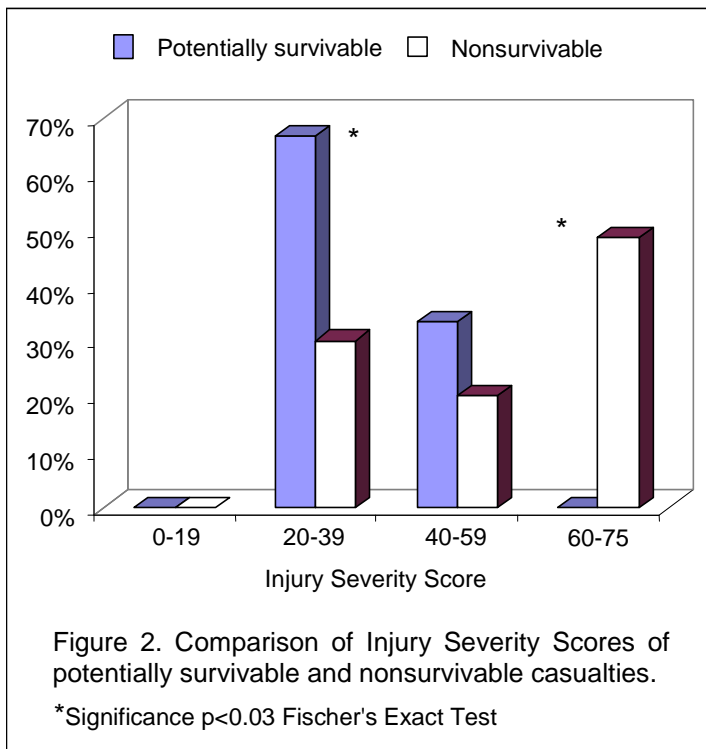 Potentially survivable Nonsurvivable
70%
60%
50%
40%
30%
20%
10%
0%
*
*
0-19 20-39 40-59 60-75
Injury Severity Score
Figure 2. Comparison of Injury Severity Scores of
potentially survivable and nonsurvivable casualties.
*Significance p<0.03 Fischer's Exact Test